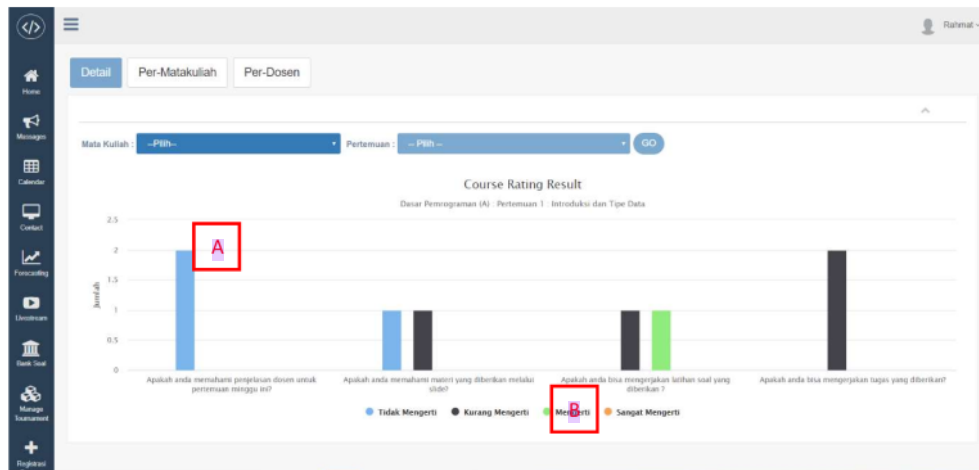 </>
Rahmat
Home
Messages
Calendar
Contact
Forecasting
Livestream
Bank Soal
Manage
Tournament
Registrasi
Detail Per-Matakuliah Per-Dosen
Mata Kuliah : --Pilih-- Pertemuan : -- Pilih -- GO
Course Rating Result
Dasar Pemrograman (A) : Pertemuan 1 : Introduksi dan Tipe Data
Jumlah
2.5
2
1.5
1
0.5
0
A
Apakah anda memahami penjelasan dosen untuk
pertemuan minggu ini?
Apakah anda memahami materi yang diberikan melalui
slide?
Apakah anda bisa mengerjakan latihan soal yang
diberikan ?
Apakah anda bisa mengerjakan tugas yang diberikan?
Tidak Mengerti Kurang Mengerti Mengerti Sangat Mengerti
B